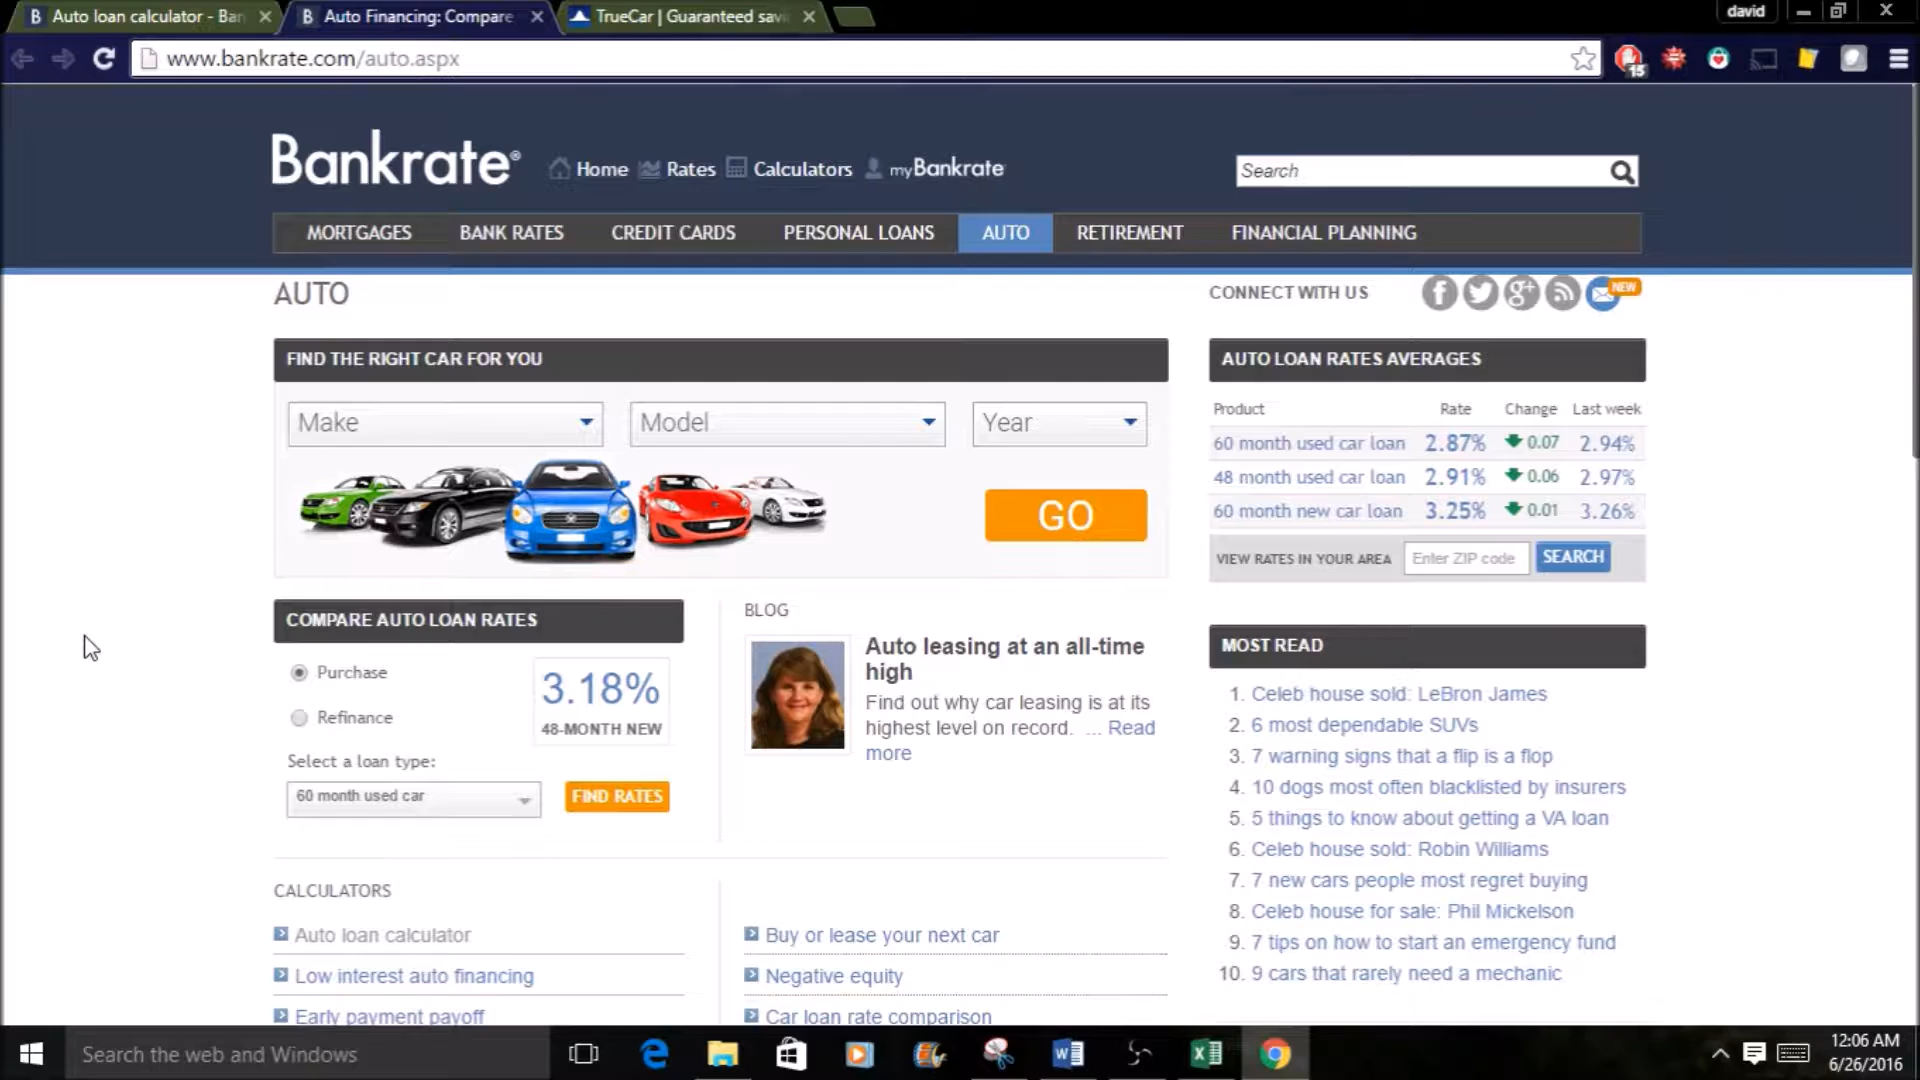 Auto loan calculator - Ban
Auto Financing: Compare
TrueCar | Guaranteed savi
david
www.bankrate.com/auto.aspx
15
Bankrate®
Home
Rates
Calculators
myBankrate
Search
MORTGAGES
BANK RATES
CREDIT CARDS
PERSONAL LOANS
AUTO
RETIREMENT
FINANCIAL PLANNING
AUTO
CONNECT WITH US
NEW
FIND THE RIGHT CAR FOR YOU
Make
Model
Year
GO
AUTO LOAN RATES AVERAGES
Product Rate Change Last week
60 month used car loan 2.87% 0.07 2.94%
48 month used car loan 2.91% 0.06 2.97%
60 month new car loan 3.25% 0.01 3.26%
VIEW RATES IN YOUR AREA Enter ZIP code SEARCH
COMPARE AUTO LOAN RATES
Purchase
Refinance
3.18%
48-MONTH NEW
Select a loan type:
60 month used car
FIND RATES
BLOG
Auto leasing at an all-time
high
Find out why car leasing is at its
highest level on record. ... Read
more
MOST READ
1. Celeb house sold: LeBron James
2. 6 most dependable SUVs
3. 7 warning signs that a flip is a flop
4. 10 dogs most often blacklisted by insurers
5. 5 things to know about getting a VA loan
6. Celeb house sold: Robin Williams
7. 7 new cars people most regret buying
8. Celeb house for sale: Phil Mickelson
9. 7 tips on how to start an emergency fund
10. 9 cars that rarely need a mechanic
CALCULATORS
Auto loan calculator
Low interest auto financing
Early payment payoff
Buy or lease your next car
Negative equity
Car loan rate comparison
Search the web and Windows
12:06 AM
6/26/2016